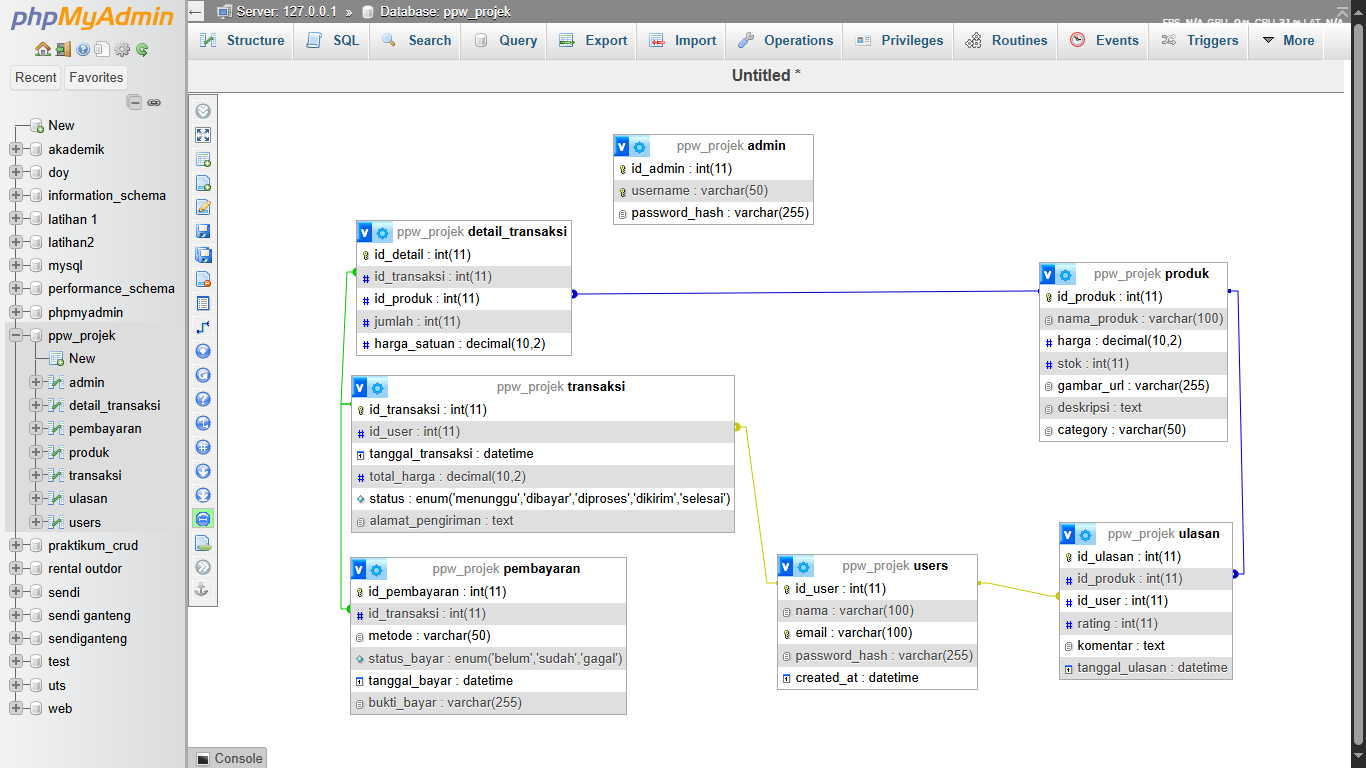 phpMyAdmin
Recent Favorites
New
akademik
doy
information_schema
latihan 1
latihan2
mysql
performance_schema
phpmyadmin
ppw_projek
New
admin
detail_transaksi
pembayaran
produk
transaksi
ulasan
users
praktikum_crud
rental outdor
sendi
sendi ganteng
sendiganteng
test
uts
web
Server: 127.0.0.1 » Database: ppw_projek
Structure SQL Search Query Export Import Operations Privileges Routines Events Triggers More
Untitled *
ppw_projek admin
id_admin : int(11)
username : varchar(50)
password_hash : varchar(255)
ppw_projek detail_transaksi
id_detail : int(11)
id_transaksi : int(11)
id_produk : int(11)
jumlah : int(11)
harga_satuan : decimal(10,2)
ppw_projek produk
id_produk : int(11)
nama_produk : varchar(100)
harga : decimal(10,2)
stok : int(11)
gambar_url : varchar(255)
deskripsi : text
category : varchar(50)
ppw_projek transaksi
id_transaksi : int(11)
id_user : int(11)
tanggal_transaksi : datetime
total_harga : decimal(10,2)
status : enum('menunggu','dibayar','diproses','dikirim','selesai')
alamat_pengiriman : text
ppw_projek pembayaran
id_pembayaran : int(11)
id_transaksi : int(11)
metode : varchar(50)
status_bayar : enum('belum','sudah','gagal')
tanggal_bayar : datetime
bukti_bayar : varchar(255)
ppw_projek users
id_user : int(11)
nama : varchar(100)
email : varchar(100)
password_hash : varchar(255)
created_at : datetime
ppw_projek ulasan
id_ulasan : int(11)
id_produk : int(11)
id_user : int(11)
rating : int(11)
komentar : text
tanggal_ulasan : datetime
Console